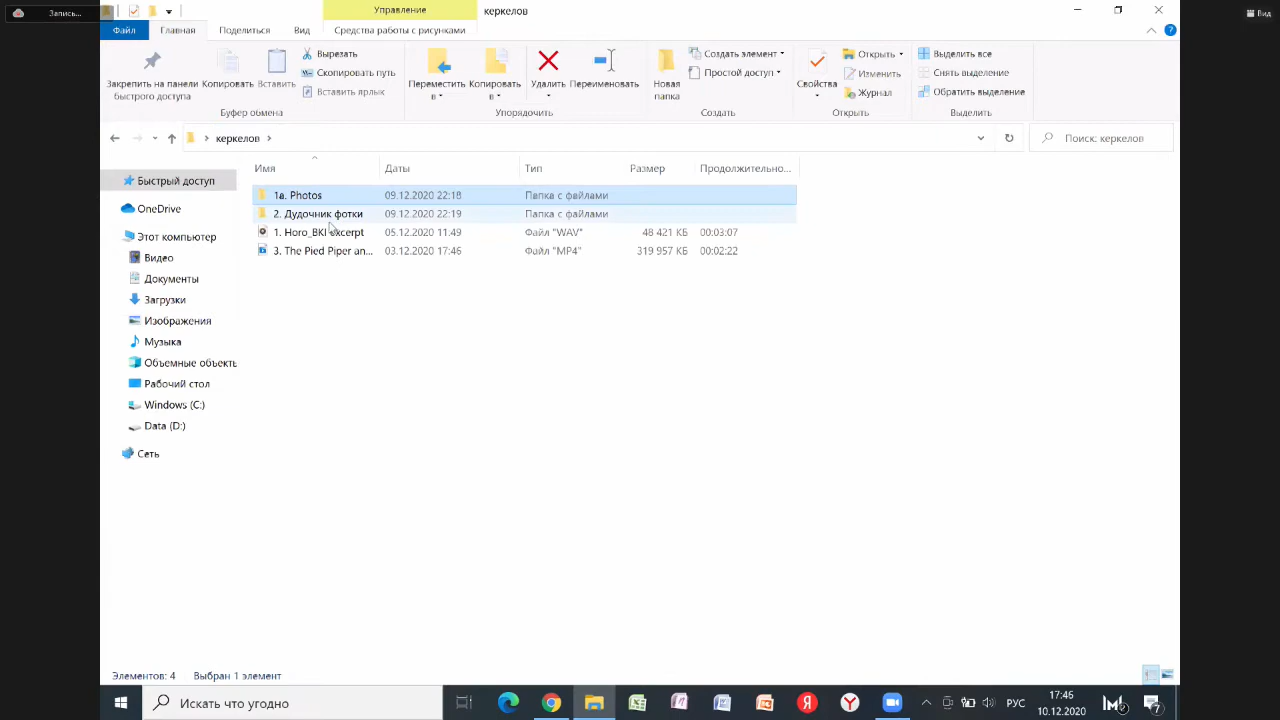 Запись...
Управление
керкелов
Вид
Файл
Главная
Поделиться
Вид
Средства работы с рисунками
Закрепить на панели быстрого доступа
Копировать
Вставить
Вырезать
Скопировать путь
Вставить ярлык
Буфер обмена
Переместить в
Копировать в
Удалить
Переименовать
Упорядочить
Новая папка
Создать элемент
Простой доступ
Создать
Свойства
Открыть
Изменить
Журнал
Открыть
Выделить все
Снять выделение
Обратить выделение
Выделить
керкелов
Поиск: керкелов
Имя
Даты
Тип
Размер
Продолжительно...
1a. Photos 09.12.2020 22:18 Папка с файлами
2. Дудочник фотки 09.12.2020 22:19 Папка с файлами
1. Horo_BKI excerpt 05.12.2020 11:49 Файл "WAV" 48 421 КБ 00:03:07
3. The Pied Piper an... 03.12.2020 17:46 Файл "MP4" 319 957 КБ 00:02:22
Быстрый доступ
OneDrive
Этот компьютер
Видео
Документы
Загрузки
Изображения
Музыка
Объемные объекть
Рабочий стол
Windows (C:)
Data (D:)
Сеть
Элементов: 4
Выбран 1 элемент
Искать что угодно
РУС
17:46
10.12.2020
7